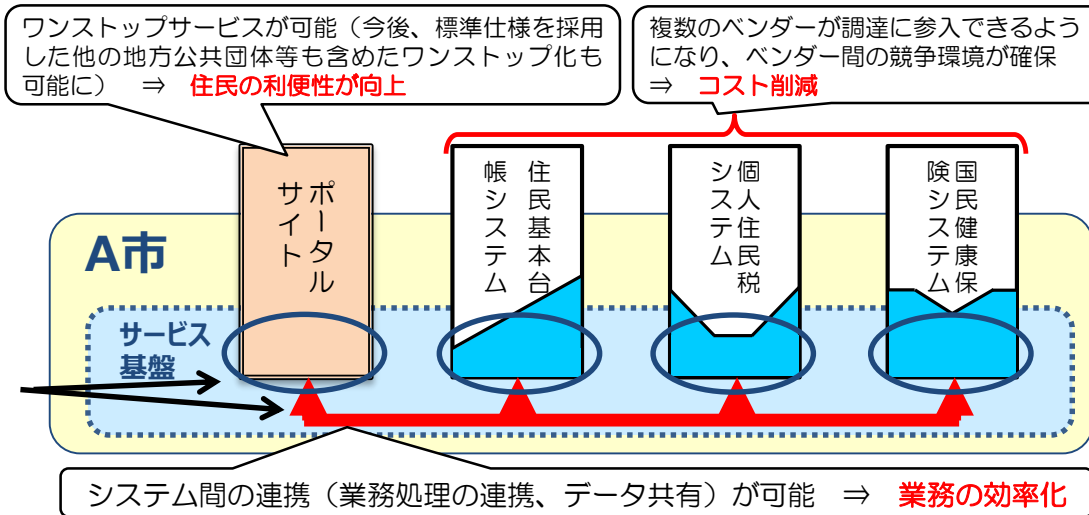 ワンストップサービスが可能（今後、標準仕様を採用
した他の地方公共団体等も含めたワンストップ化も
可能に）　⇒　住民の利便性が向上
複数のベンダーが調達に参入できるよう
になり、ベンダー間の競争環境が確保
⇒　コスト削減
ポータル
サイト
住民基本台
帳システム
個人住民税
システム
国民健康保
険システム
A市
サービス
基盤
システム間の連携（業務処理の連携、データ共有）が可能　⇒　業務の効率化